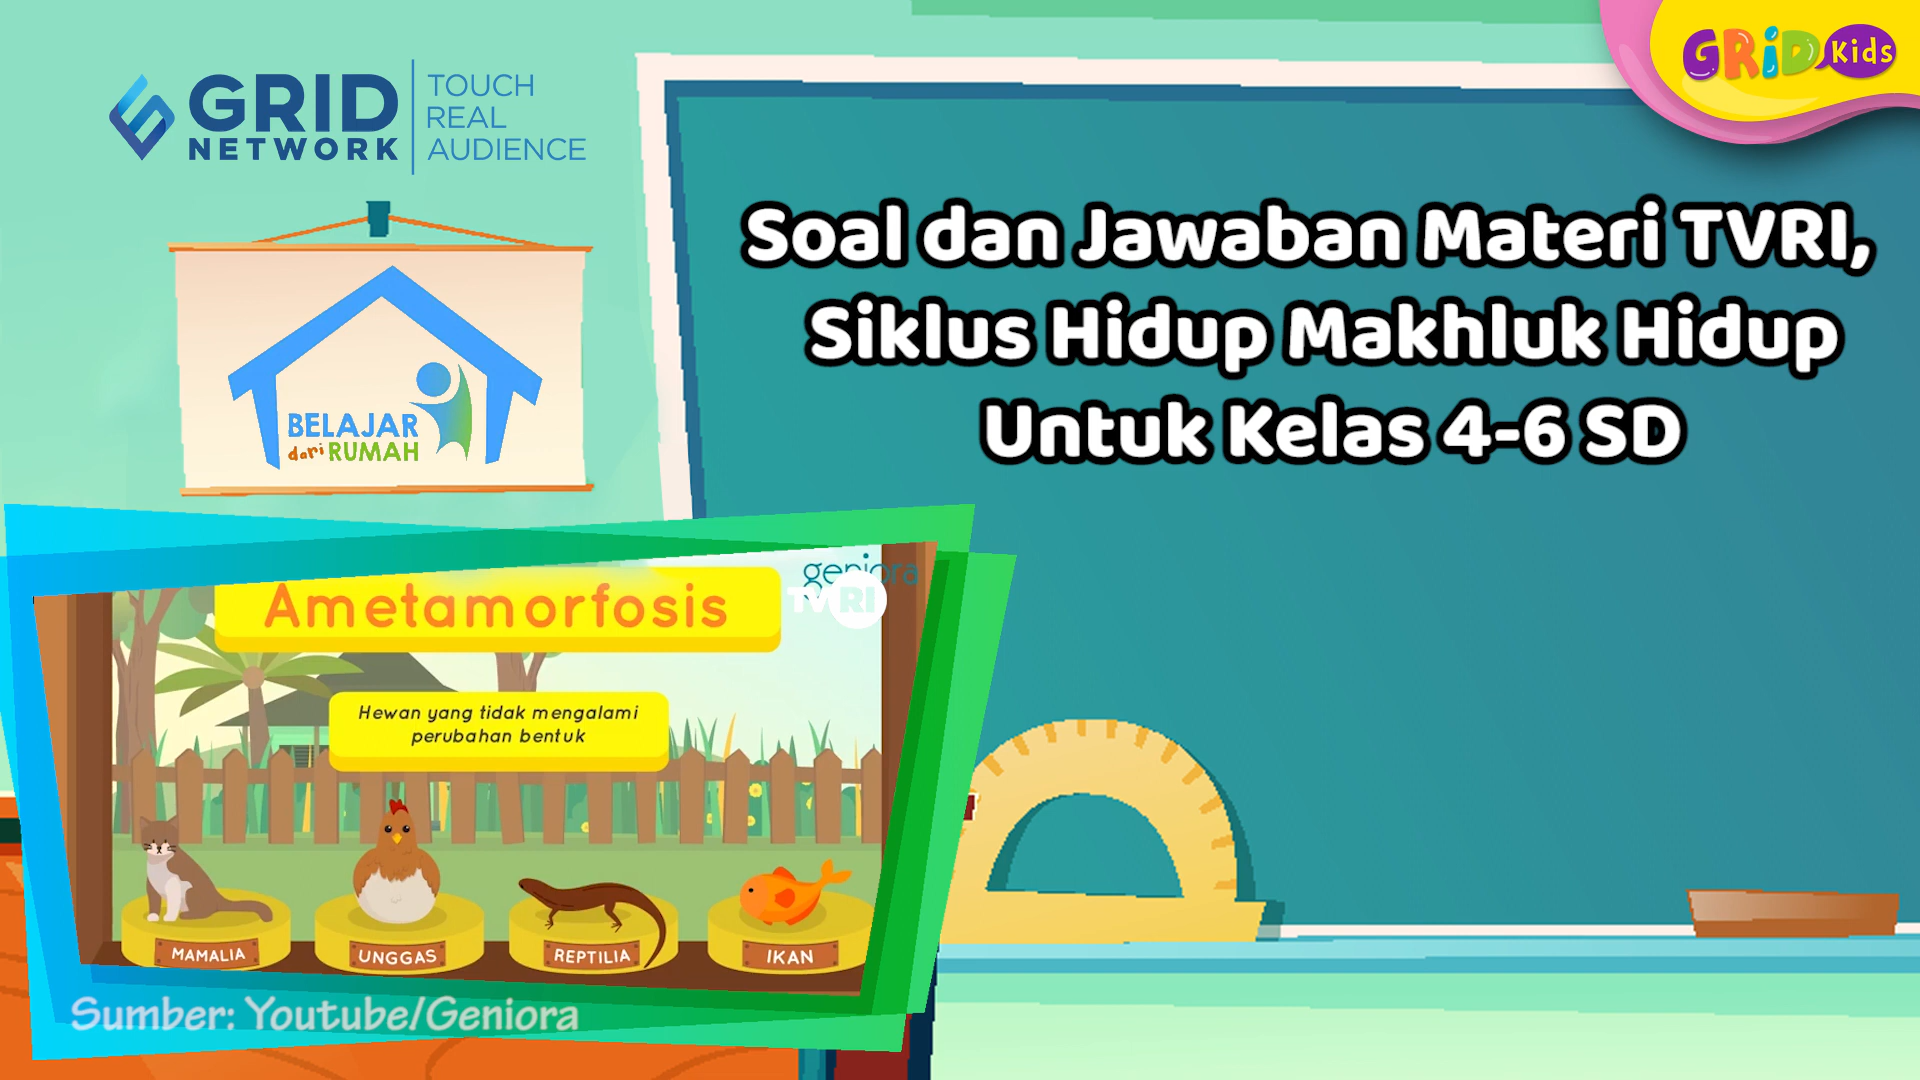 GRID
NETWORK
TOUCH
REAL
AUDIENCE
GRID Kids
Soal dan Jawaban Materi TVRI,
Siklus Hidup Makhluk Hidup
Untuk Kelas 4-6 SD
BELAJAR
dari RUMAH
geniora
TVRI
Ametamorfosis
Hewan yang tidak mengalami
perubahan bentuk
MAMALIA
UNGGAS
REPTILIA
IKAN
Sumber: Youtube/Geniora